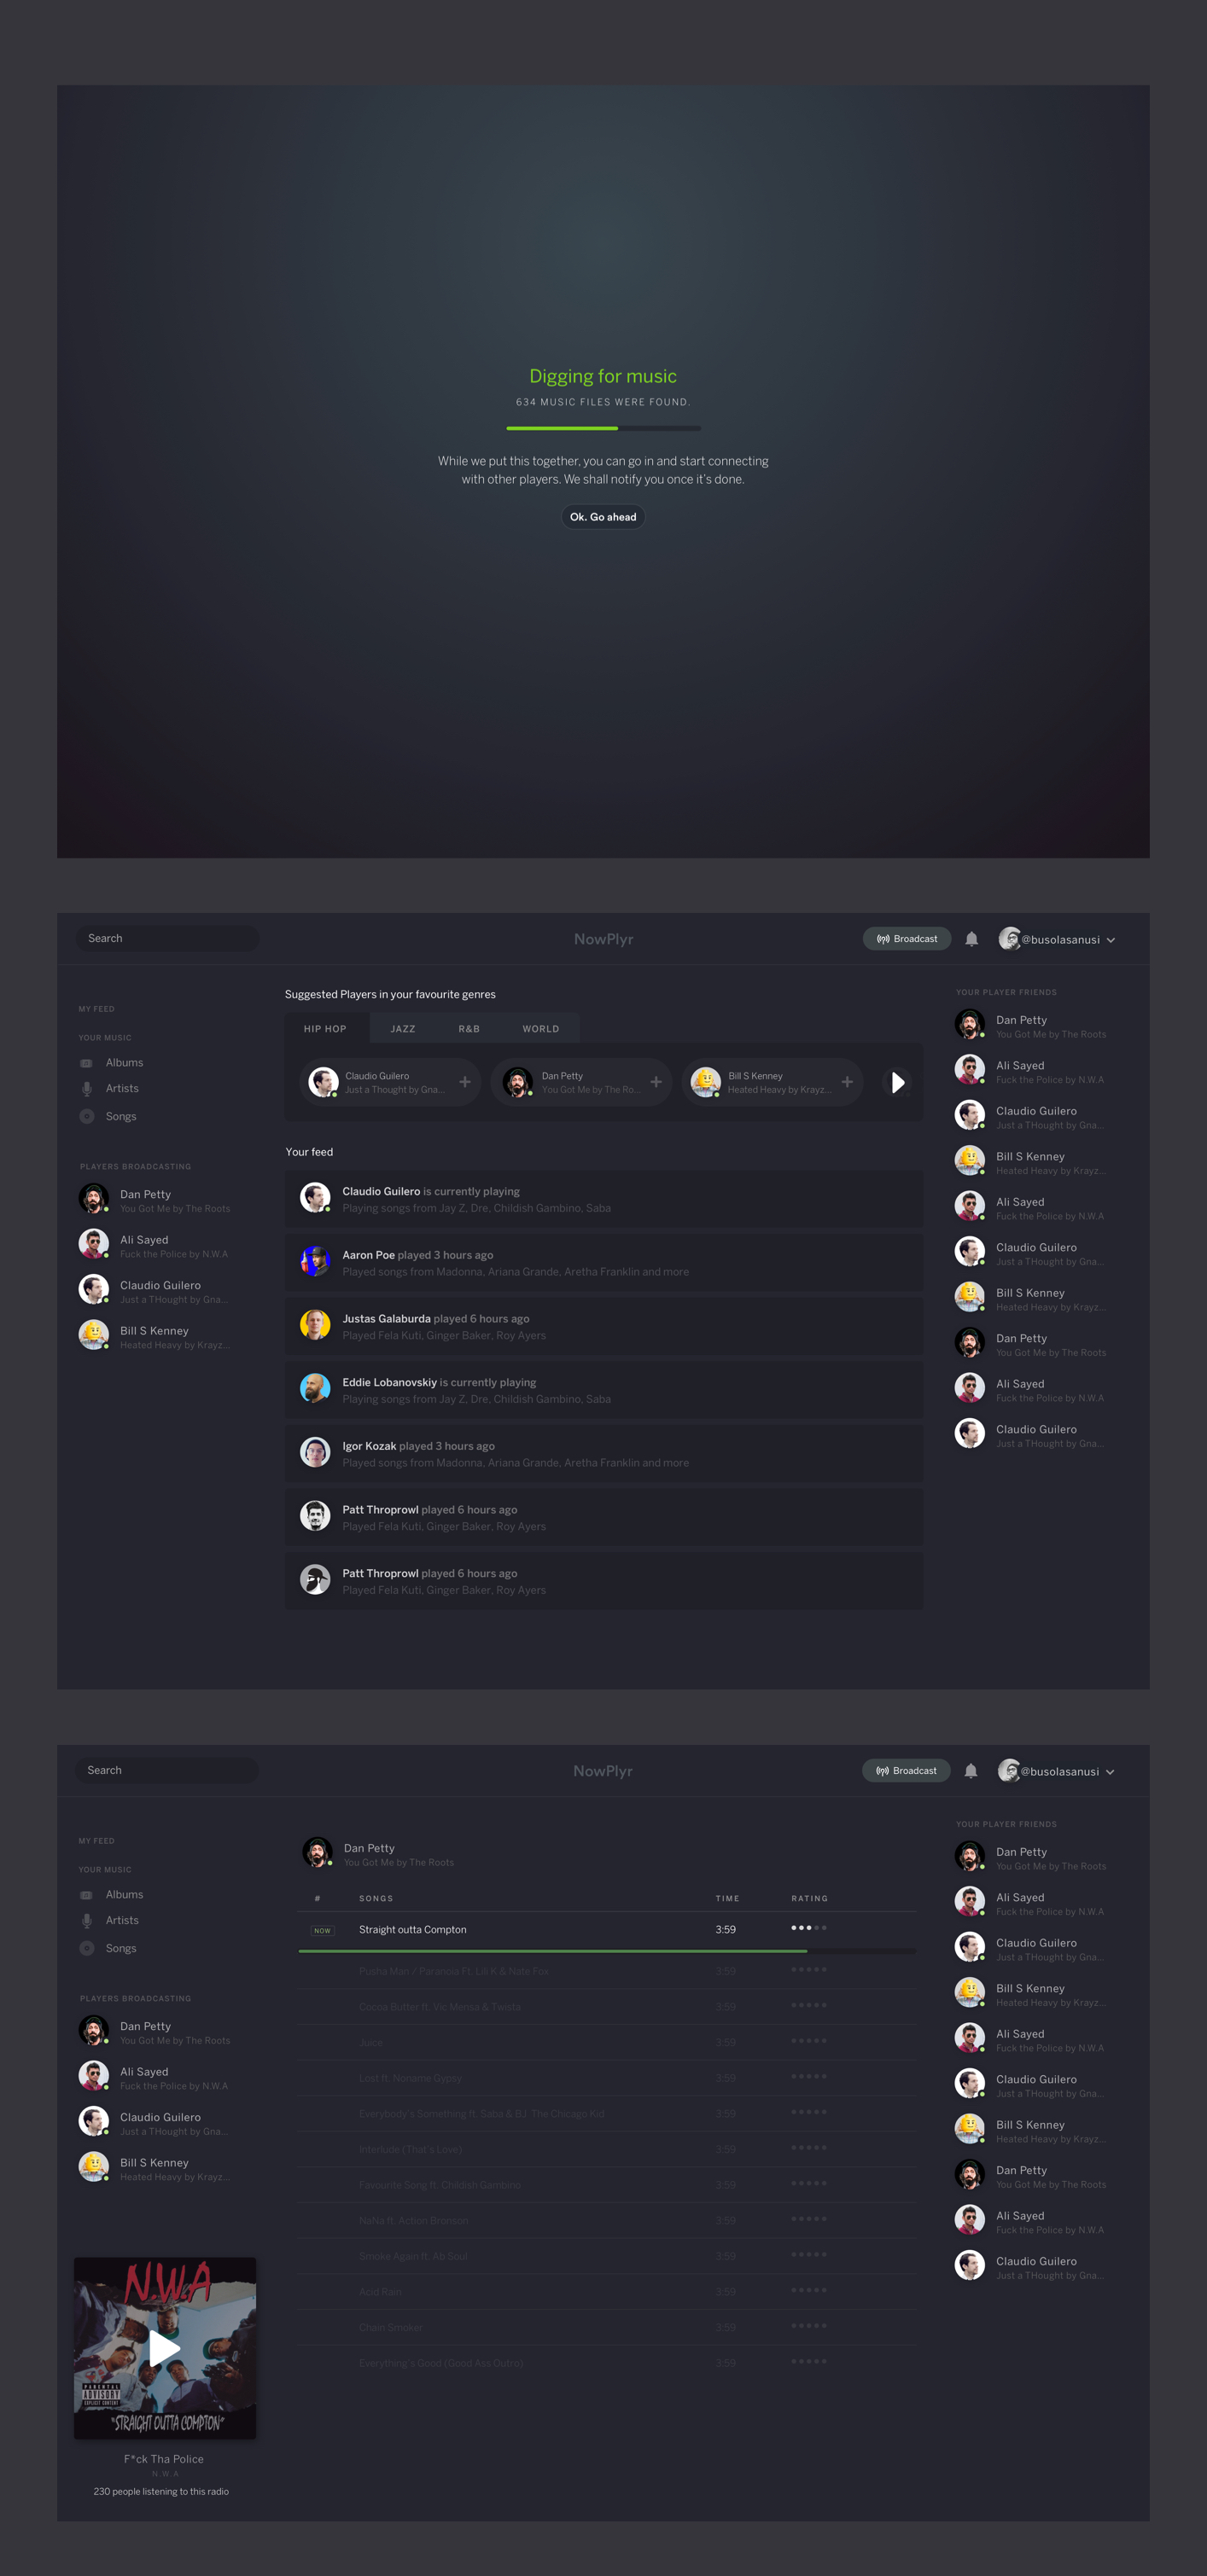 Digging for music
634 MUSIC FILES WERE FOUND.
While we put this together, you can go in and start connecting
with other players. We shall notify you once it's done.
Ok. Go ahead
Search
NowPlyr
Broadcast
@busolasanusi
MY FEED
YOUR MUSIC
Albums
Artists
Songs
PLAYERS BROADCASTING
Dan Petty
You Got Me by The Roots
Ali Sayed
Fuck the Police by N.W.A
Claudio Guilero
Just a THought by Gna...
Bill S Kenney
Heated Heavy by Krayz...
Suggested Players in your favourite genres
HIP HOP
JAZZ
R&B
WORLD
Claudio Guilero
Just a Thought by Gna...
Dan Petty
You Got Me by The Ro...
Bill S Kenney
Heated Heavy by Krayz...
Your feed
Claudio Guilero is currently playing
Playing songs from Jay Z, Dre, Childish Gambino, Saba
Aaron Poe played 3 hours ago
Played songs from Madonna, Ariana Grande, Aretha Franklin and more
Justas Galaburda played 6 hours ago
Played Fela Kuti, Ginger Baker, Roy Ayers
Eddie Lobanovskiy is currently playing
Playing songs from Jay Z, Dre, Childish Gambino, Saba
Igor Kozak played 3 hours ago
Played songs from Madonna, Ariana Grande, Aretha Franklin and more
Patt Throprowl played 6 hours ago
Played Fela Kuti, Ginger Baker, Roy Ayers
Patt Throprowl played 6 hours ago
Played Fela Kuti, Ginger Baker, Roy Ayers
YOUR PLAYER FRIENDS
Dan Petty
You Got Me by The Roots
Ali Sayed
Fuck the Police by N.W.A
Claudio Guilero
Just a THought by Gna...
Bill S Kenney
Heated Heavy by Krayz...
Ali Sayed
Fuck the Police by N.W.A
Claudio Guilero
Just a THought by Gna...
Bill S Kenney
Heated Heavy by Krayz...
Dan Petty
You Got Me by The Roots
Ali Sayed
Fuck the Police by N.W.A
Claudio Guilero
Just a THought by Gna...
Search
NowPlyr
Broadcast
@busolasanusi
MY FEED
YOUR MUSIC
Albums
Artists
Songs
PLAYERS BROADCASTING
Dan Petty
You Got Me by The Roots
Ali Sayed
Fuck the Police by N.W.A
Claudio Guilero
Just a THought by Gna...
Bill S Kenney
Heated Heavy by Krayz...
N.W.A
PARENTAL
ADVISORY
EXPLICIT CONTENT
"STRAIGHT OUTTA COMPTON"
F*ck Tha Police
N.W.A
230 people listening to this radio
Dan Petty
You Got Me by The Roots
# SONGS TIME RATING
NOW Straight outta Compton 3:59
Pusha Man / Paranoia Ft. Lili K & Nate Fox 3:59
Cocoa Butter ft. Vic Mensa & Twista 3:59
Juice 3:59
Lost ft. Noname Gypsy 3:59
Everybody's Something ft. Saba & BJ The Chicago Kid 3:59
Interlude (That's Love) 3:59
Favourite Song ft. Childish Gambino 3:59
NaNa ft. Action Bronson 3:59
Smoke Again ft. Ab Soul 3:59
Acid Rain 3:59
Chain Smoker 3:59
Everything's Good (Good Ass Outro) 3:59
YOUR PLAYER FRIENDS
Dan Petty
You Got Me by The Roots
Ali Sayed
Fuck the Police by N.W.A
Claudio Guilero
Just a THought by Gna...
Bill S Kenney
Heated Heavy by Krayz...
Ali Sayed
Fuck the Police by N.W.A
Claudio Guilero
Just a THought by Gna...
Bill S Kenney
Heated Heavy by Krayz...
Dan Petty
You Got Me by The Roots
Ali Sayed
Fuck the Police by N.W.A
Claudio Guilero
Just a THought by Gna...